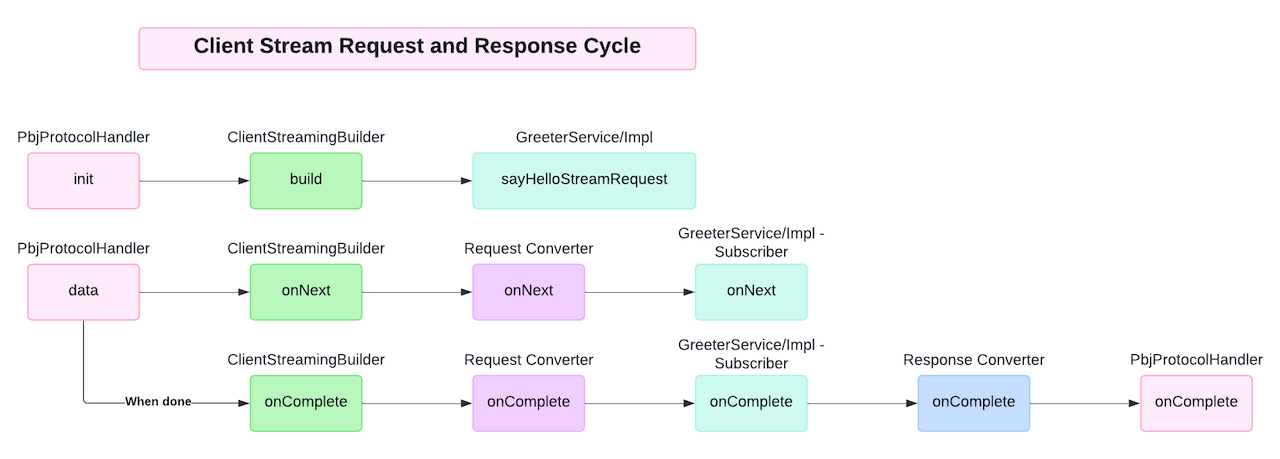 Client Stream Request and Response Cycle
PbjProtocolHandler
ClientStreamingBuilder
GreeterService/Impl
init
build
sayHelloStreamRequest
PbjProtocolHandler
ClientStreamingBuilder
Request Converter
GreeterService/Impl -
Subscriber
data
onNext
onNext
onNext
ClientStreamingBuilder
Request Converter
GreeterService/Impl -
Subscriber
Response Converter
PbjProtocolHandler
When done
onComplete
onComplete
onComplete
onComplete
onComplete